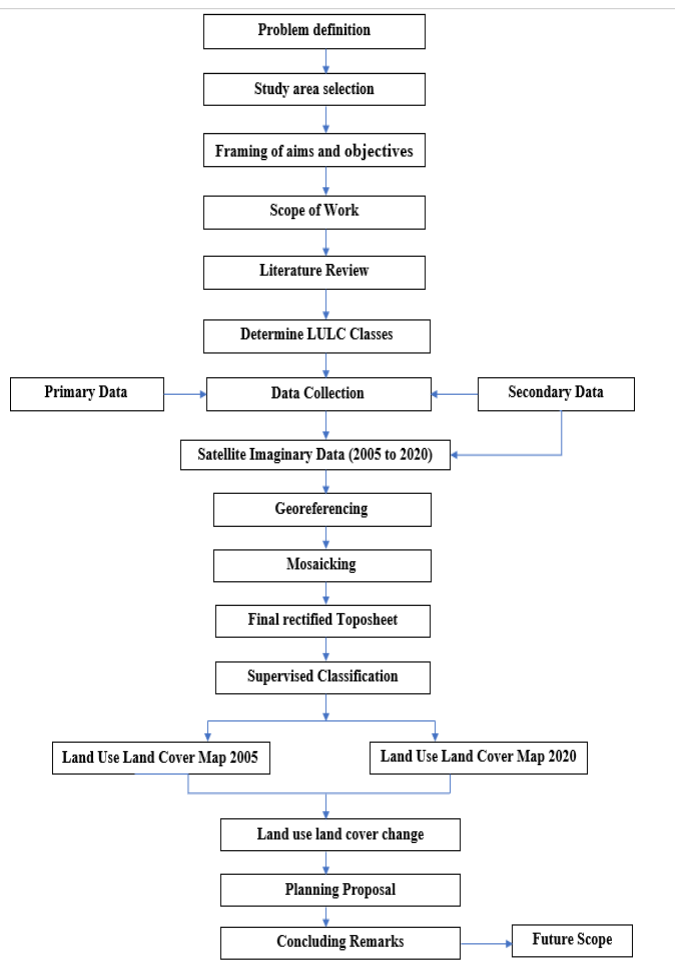 Problem definition
Study area selection
Framing of aims and objectives
Scope of Work
Literature Review
Determine LULC Classes
Primary Data
Data Collection
Secondary Data
Satellite Imaginary Data (2005 to 2020)
Georeferencing
Mosaicking
Final rectified Toposheet
Supervised Classification
Land Use Land Cover Map 2005
Land Use Land Cover Map 2020
Land use land cover change
Planning Proposal
Concluding Remarks
Future Scope